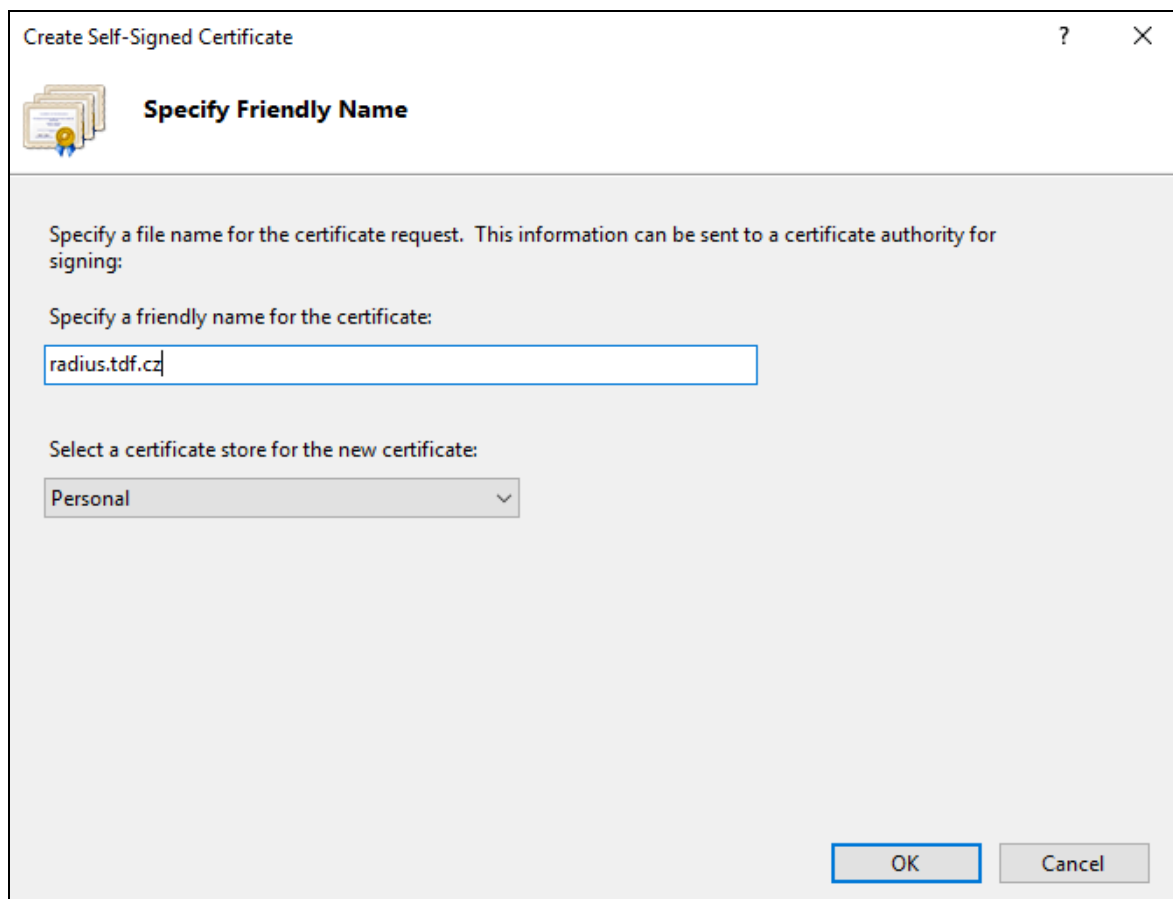 Create Self-Signed Certificate
?
Specify Friendly Name
Specify a file name for the certificate request.  This information can be sent to a certificate authority for
signing:
Specify a friendly name for the certificate:
radius.tdf.cz
Select a certificate store for the new certificate:
Personal
OK
Cancel